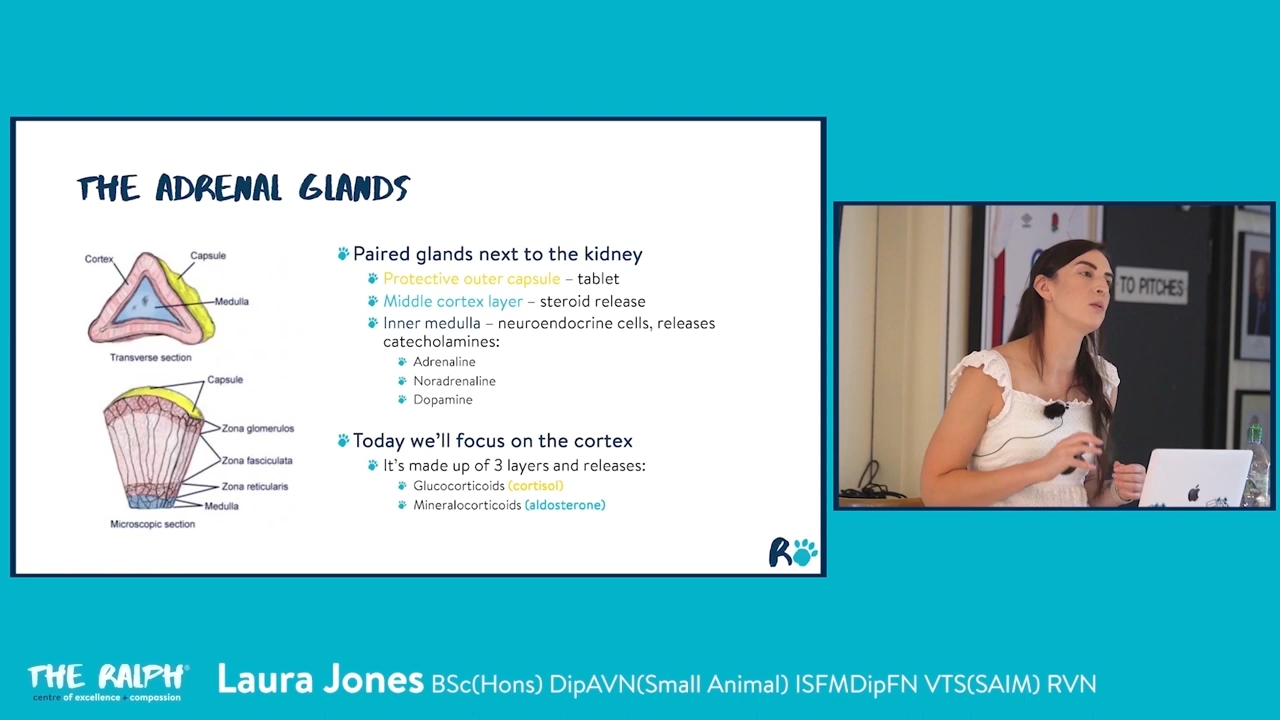 THE ADRENAL GLANDS
Cortex
Capsule
Medulla
Transverse section
Capsule
Zona glomerulos
Zona fasciculata
Zona reticularis
Medulla
Microscopic section
Paired glands next to the kidney
Protective outer capsule – tablet
Middle cortex layer – steroid release
Inner medulla – neuroendocrine cells, releases
catecholamines:
Adrenaline
Noradrenaline
Dopamine
Today we'll focus on the cortex
It's made up of 3 layers and releases:
Glucocorticoids (cortisol)
Mineralocorticoids (aldosterone)
R
TO PITCHES
THE RALPH®
centre of excellence + compassion
Laura Jones BSc(Hons) DipAVN(Small Animal) ISFMDipFN VTS(SAIM) RVN